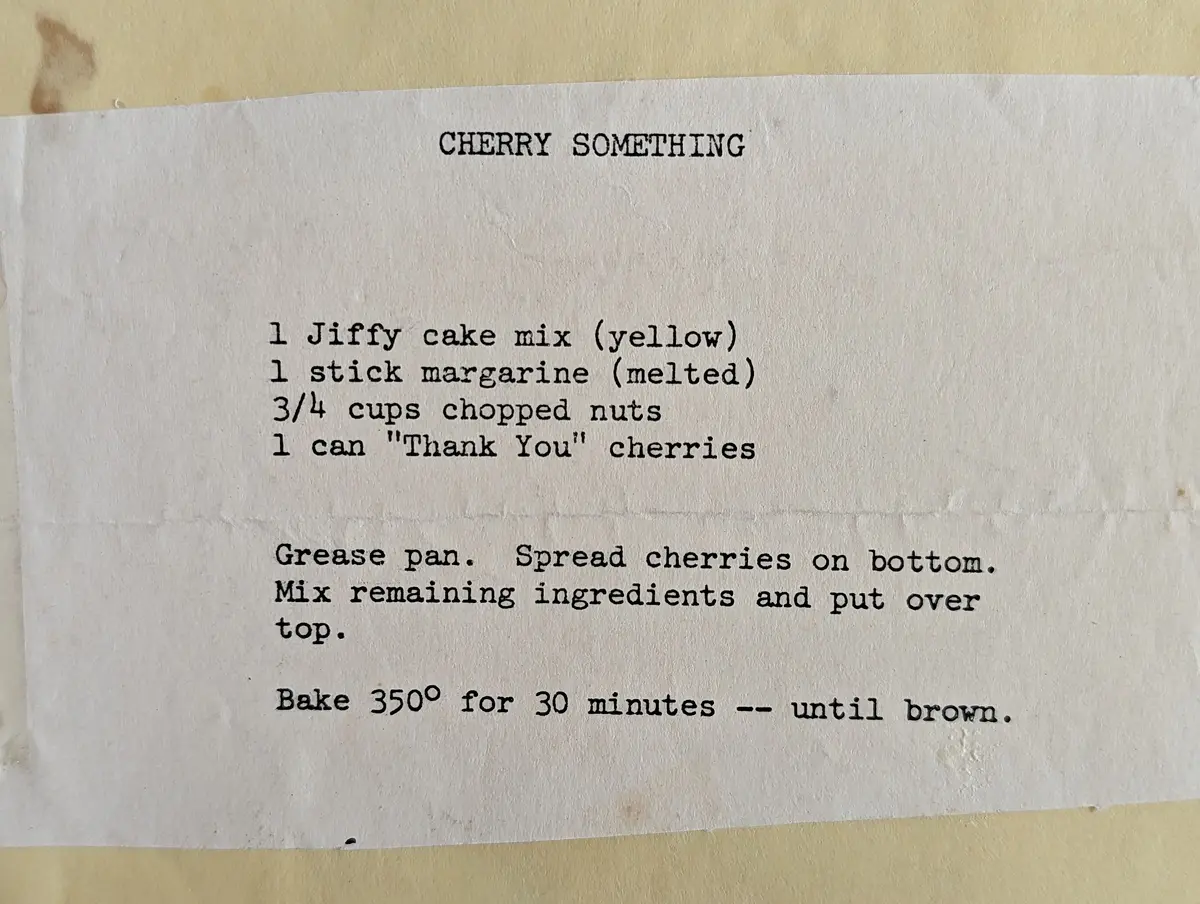 CHERRY SOMETHING
1 Jiffy cake mix (yellow)
1 stick margarine (melted)
3/4 cups chopped nuts
1 can "Thank You" cherries
Grease pan.  Spread cherries on bottom.
Mix remaining ingredients and put over
top.
Bake 350° for 30 minutes -- until brown.